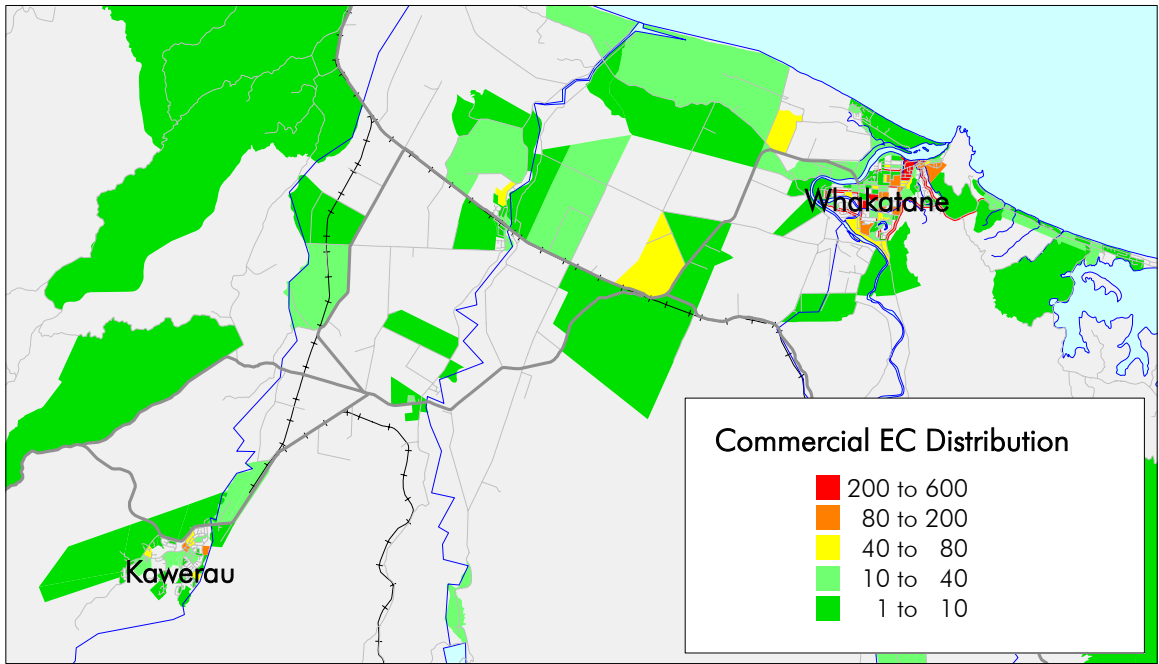 Whakatane
Commercial EC Distribution
200 to 600
80 to 200
40 to 80
10 to 40
1 to 10
Kawerau